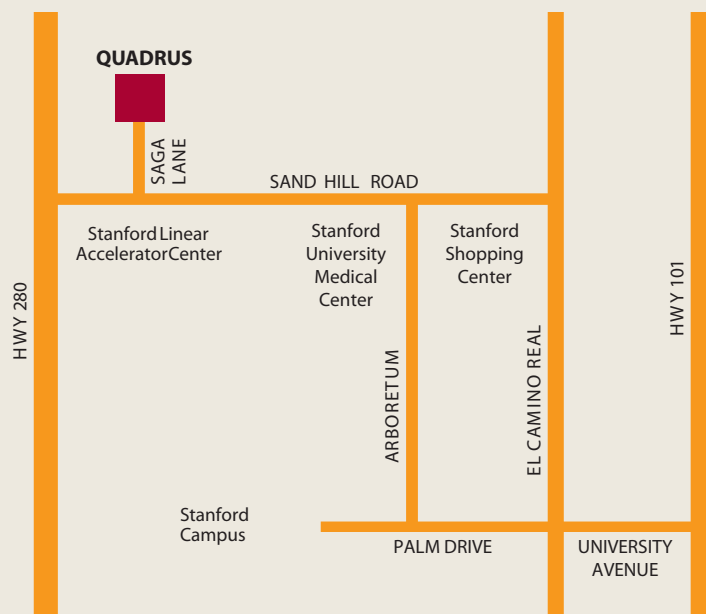 QUADRUS
SAGA
LANE
SAND HILL ROAD
Stanford Linear
Accelerator Center
Stanford
University
Medical
Center
Stanford
Shopping
Center
HWY 280
HWY 101
ARBORETUM
EL CAMINO REAL
Stanford
Campus
PALM DRIVE
UNIVERSITY
AVENUE